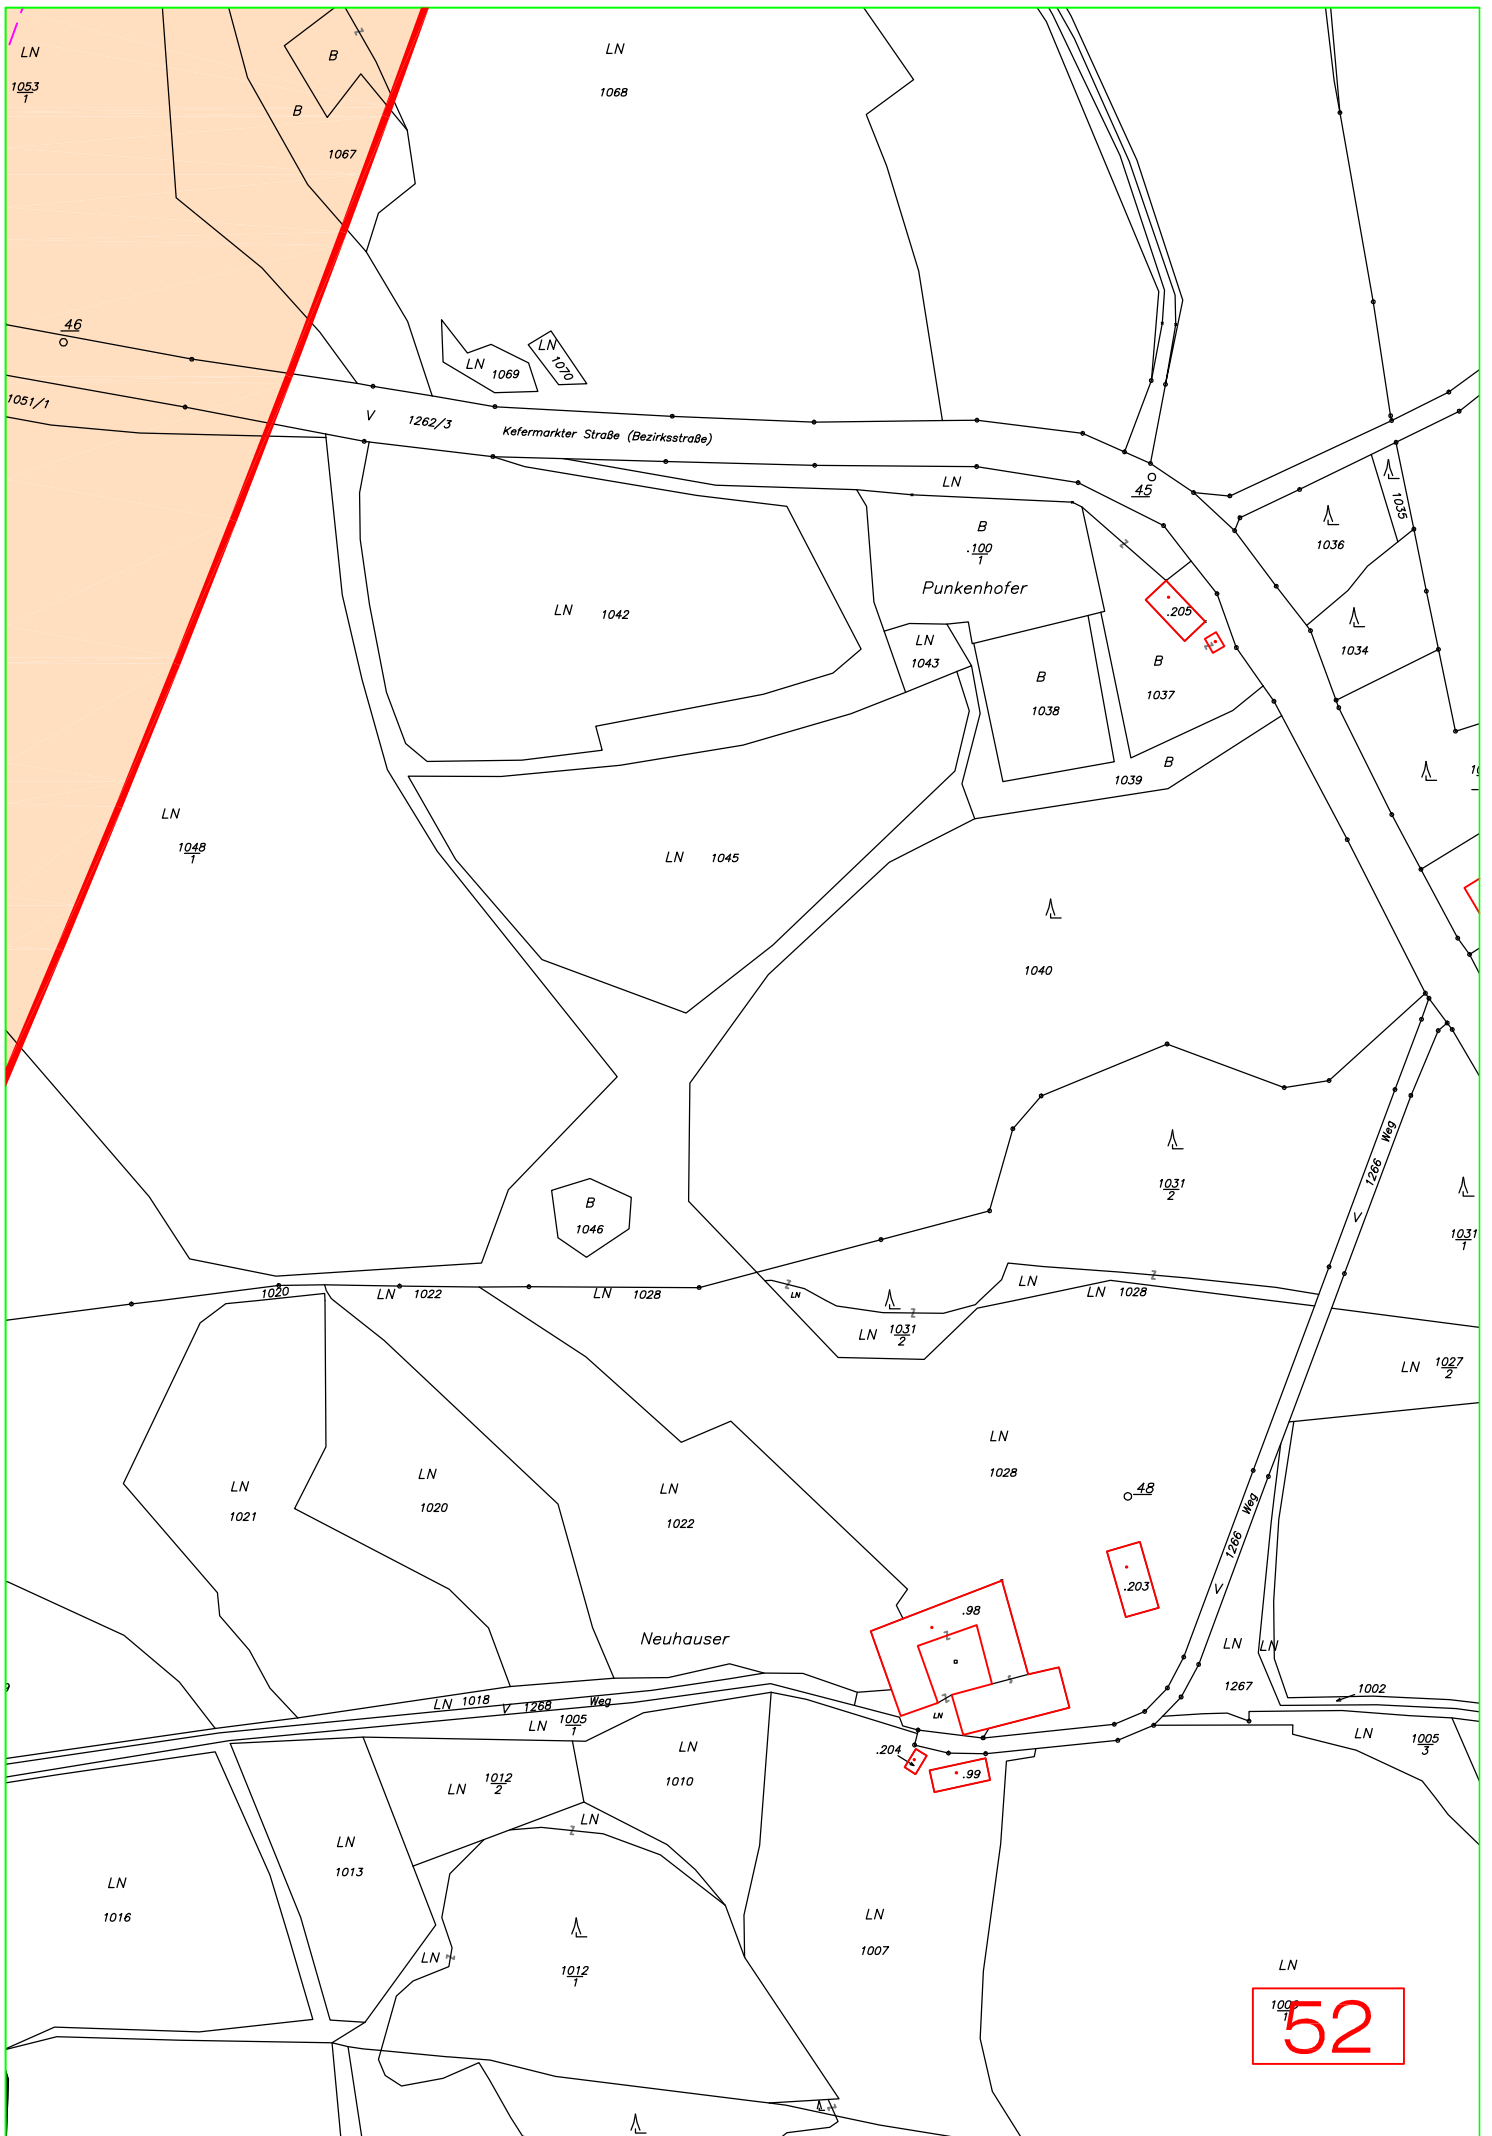 LN
LN
B
1053
1
1068
B
1067
46
LN
LN
1069
1070
1051/1
V
1262/3
Kefermarkter Straße (Bezirksstraße)
LN
45
1035
B
1036
.100
1
Punkenhofer
LN
1042
.205
LN
1043
1034
B
B
1037
1038
B
1039
LN
1048
1
LN
1045
1040
1266 Weg
V
1031
2
B
1046
1031
1
1020
LN
1022
LN
1028
LN
LN
LN
1028
LN
1031
2
LN
1027
2
LN
1028
LN
1021
LN
1020
LN
1022
48
1266 Weg
V
.203
.98
Neuhauser
LN
LN
1267
1002
LN
1018
V
1268
Weg
LN
LN
1005
1
LN
1005
3
LN
1010
.204
.99
LN
1012
2
LN
LN
1013
LN
1016
LN
1007
LN
1012
1
LN
52